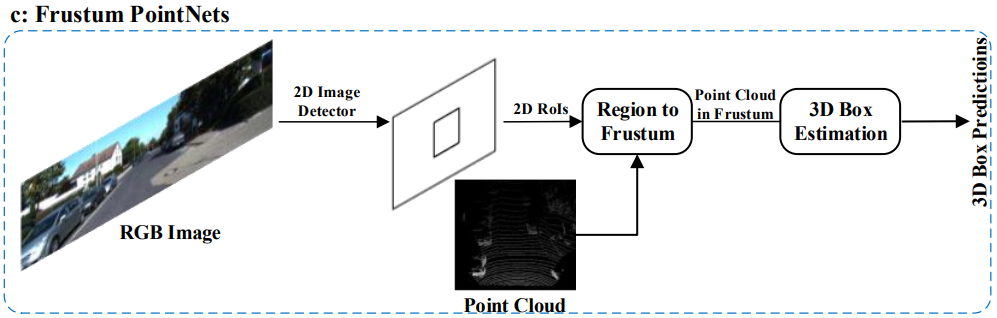 c: Frustum PointNets
2D Image
Detector
2D RoIs
Region to
Frustum
Point Cloud
in Frustum
3D Box
Estimation
3D Box Predictioins
RGB Image
Point Cloud